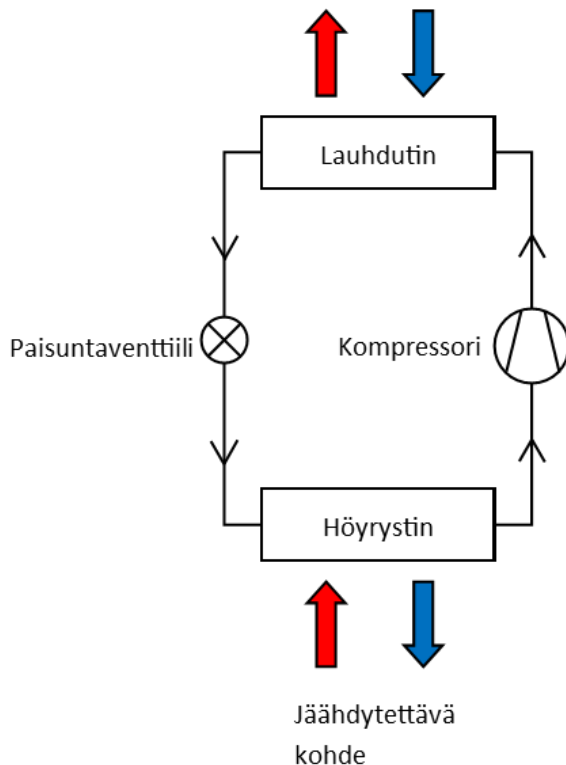 Lauhdutin
Paisuntaventtiili
Kompressori
Höyrystin
Jäähdytettävä
kohde